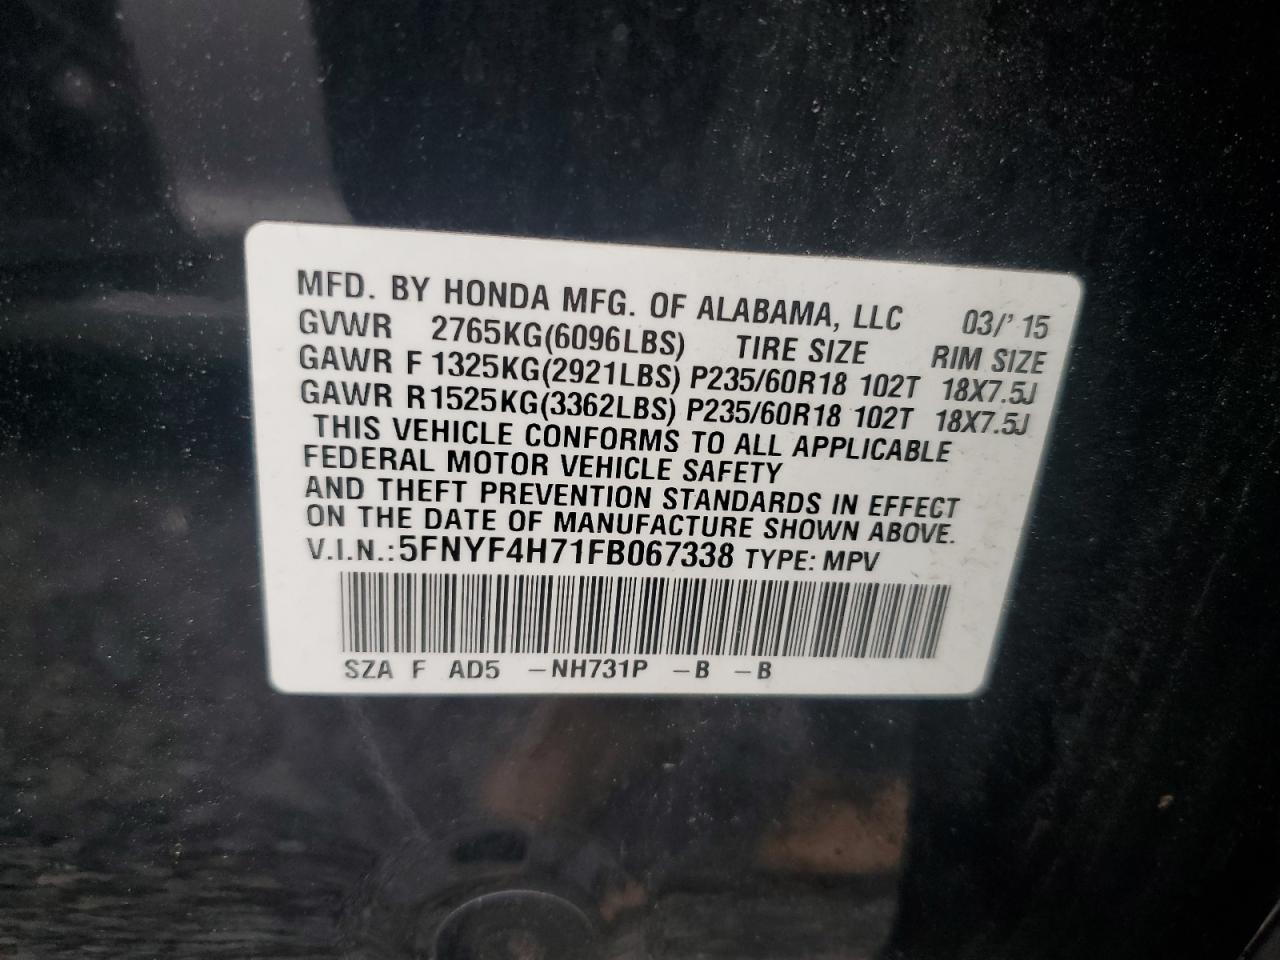 MFD. BY HONDA MFG. OF ALABAMA, LLC 03/' 15
GVWR 2765KG(6096LBS) TIRE SIZE RIM SIZE
GAWR F 1325KG(2921LBS) P235/60R18 102T 18X7.5J
GAWR R1525KG(3362LBS) P235/60R18 102T 18X7.5J
THIS VEHICLE CONFORMS TO ALL APPLICABLE
FEDERAL MOTOR VEHICLE SAFETY
AND THEFT PREVENTION STANDARDS IN EFFECT
ON THE DATE OF MANUFACTURE SHOWN ABOVE.
V.I.N.:5FNYF4H71FB067338 TYPE: MPV
SZA F AD5 –NH731P –B –B